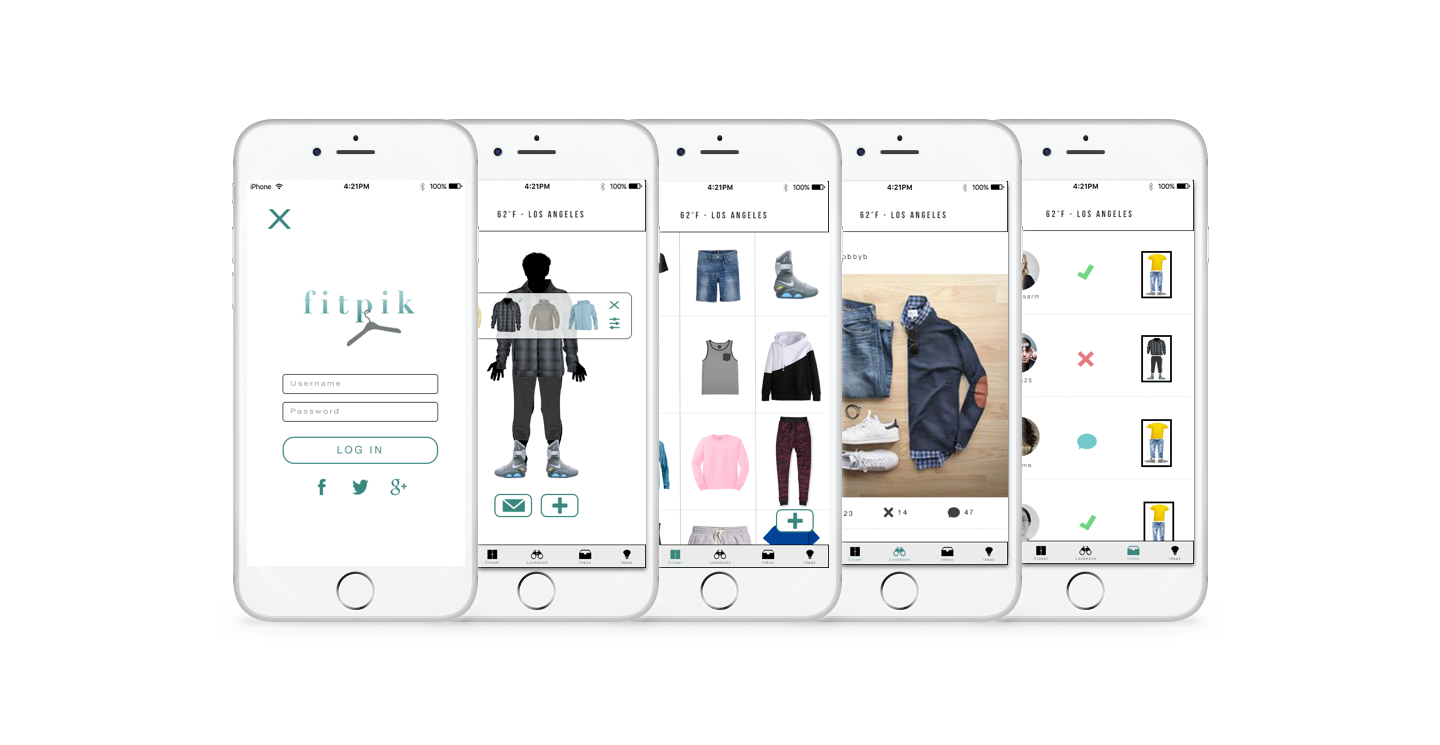 iPhone 4:21PM 100%
X
fitpik
Username
Password
LOG IN
f g+
4:21PM 100%
62°F - LOS ANGELES
Closet Lookbook Inbox Ideas
4:21PM 100%
62°F - LOS ANGELES
Closet Lookbook Inbox Ideas
4:21PM 100%
62°F - LOS ANGELES
obbyb
23 14 47
Closet Lookbook Inbox Ideas
4:21PM 100%
62°F - LOS ANGELES
sarm
s25
mo
Closet Lookbook Inbox Ideas